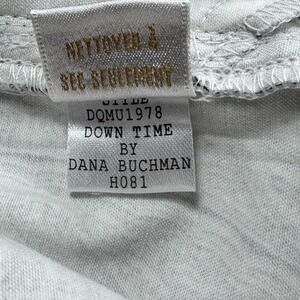 NETTOYER À
SEC SEULEMENT
STYLE
DQMU1978
DOWN TIME
BY
DANA BUCHMAN
H081